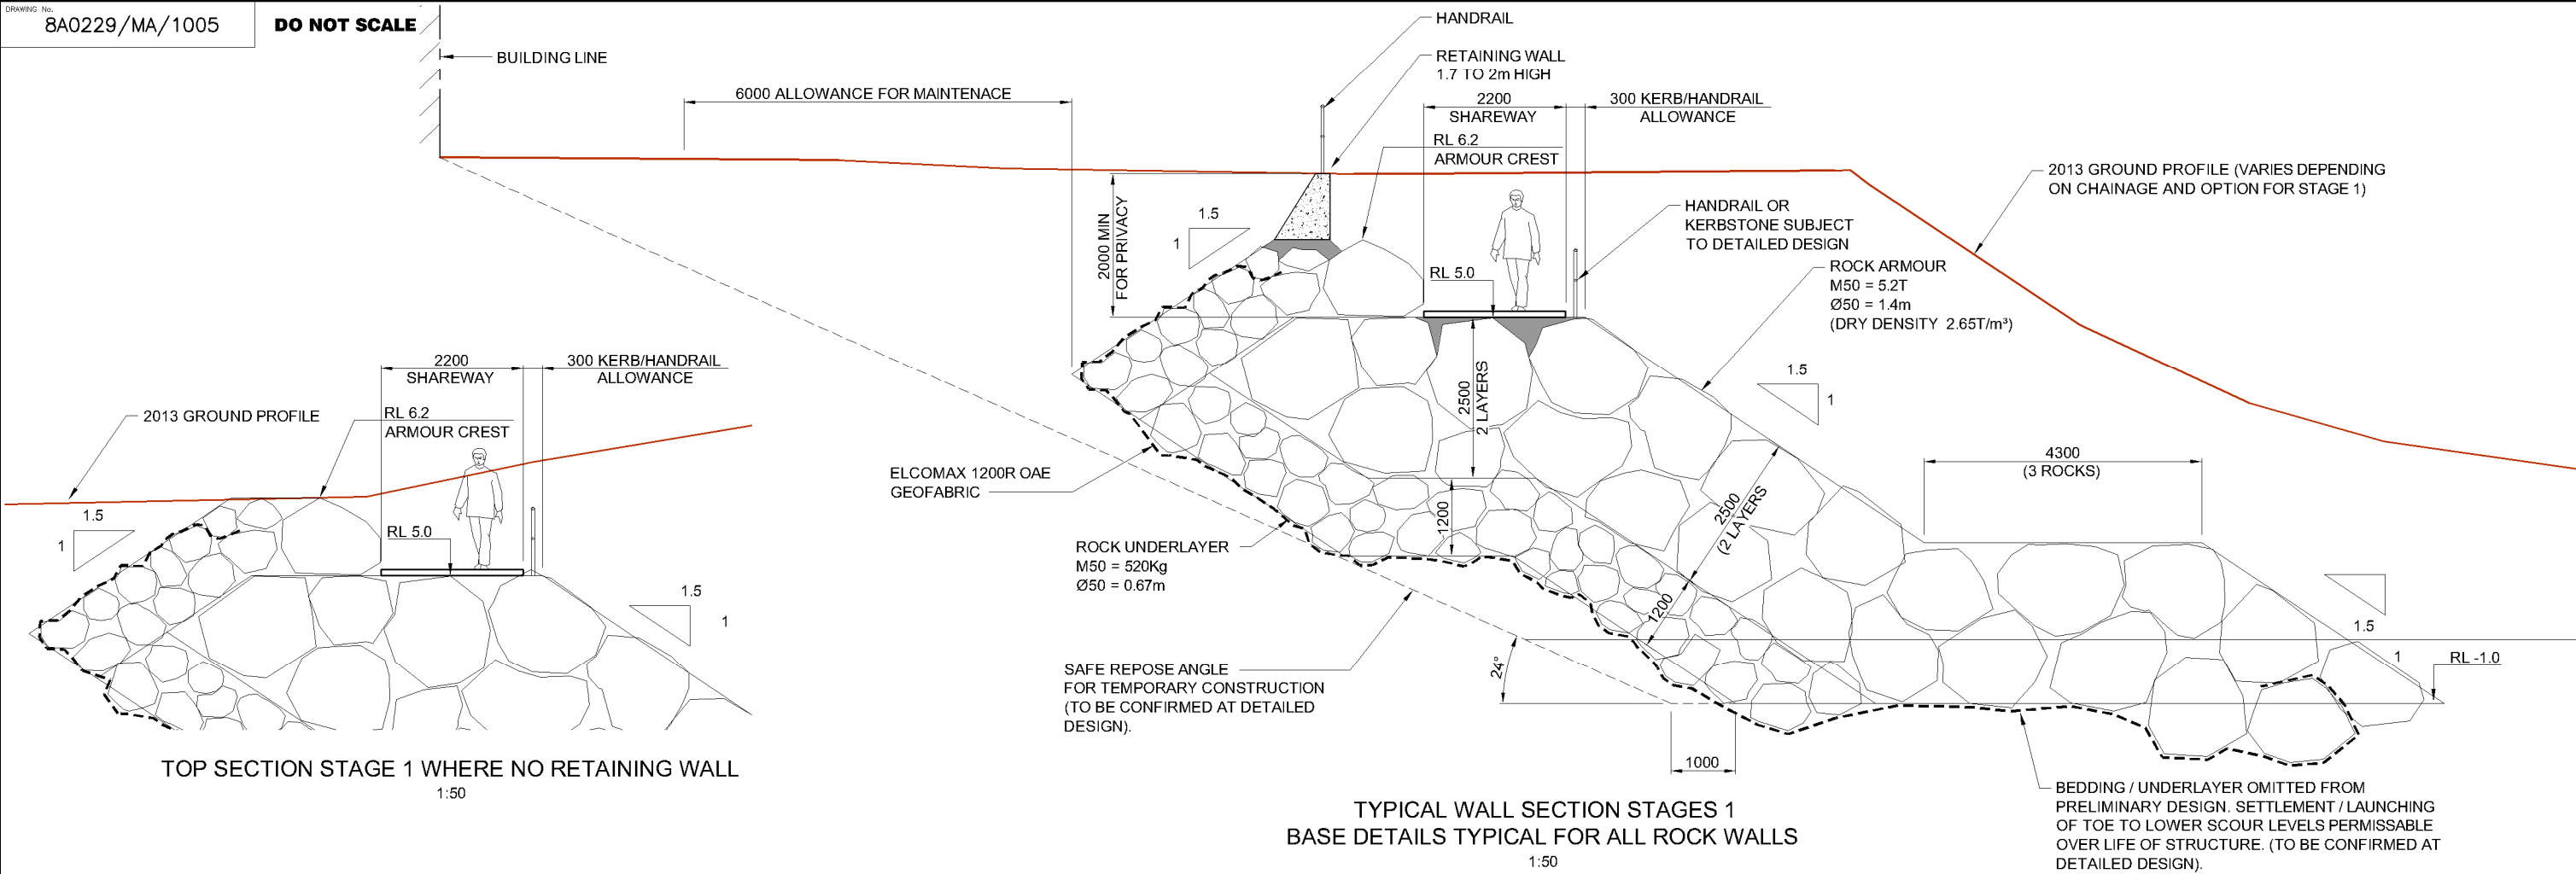 DRAWING No.
8A0229/MA/1005
DO NOT SCALE
BUILDING LINE
6000 ALLOWANCE FOR MAINTENACE
HANDRAIL
RETAINING WALL
1.7 TO 2m HIGH
2200
SHAREWAY
300 KERB/HANDRAIL
ALLOWANCE
RL 6.2
ARMOUR CREST
2013 GROUND PROFILE (VARIES DEPENDING
ON CHAINAGE AND OPTION FOR STAGE 1)
HANDRAIL OR
KERBSTONE SUBJECT
TO DETAILED DESIGN
1.5
1
2000 MIN
FOR PRIVACY
RL 5.0
ROCK ARMOUR
M50 = 5.2T
Ø50 = 1.4m
(DRY DENSITY 2.65T/m³)
1.5
1
2500
2 LAYERS
4300
(3 ROCKS)
2500
(2 LAYERS)
1200
1200
ELCOMAX 1200R OAE
GEOFABRIC
ROCK UNDERLAYER
M50 = 520Kg
Ø50 = 0.67m
SAFE REPOSE ANGLE
FOR TEMPORARY CONSTRUCTION
(TO BE CONFIRMED AT DETAILED
DESIGN).
24°
1.5
1
RL -1.0
1000
BEDDING / UNDERLAYER OMITTED FROM
PRELIMINARY DESIGN. SETTLEMENT / LAUNCHING
OF TOE TO LOWER SCOUR LEVELS PERMISSABLE
OVER LIFE OF STRUCTURE. (TO BE CONFIRMED AT
DETAILED DESIGN).
TYPICAL WALL SECTION STAGES 1
BASE DETAILS TYPICAL FOR ALL ROCK WALLS
1:50
2200
SHAREWAY
300 KERB/HANDRAIL
ALLOWANCE
2013 GROUND PROFILE
RL 6.2
ARMOUR CREST
1.5
1
RL 5.0
1.5
1
TOP SECTION STAGE 1 WHERE NO RETAINING WALL
1:50